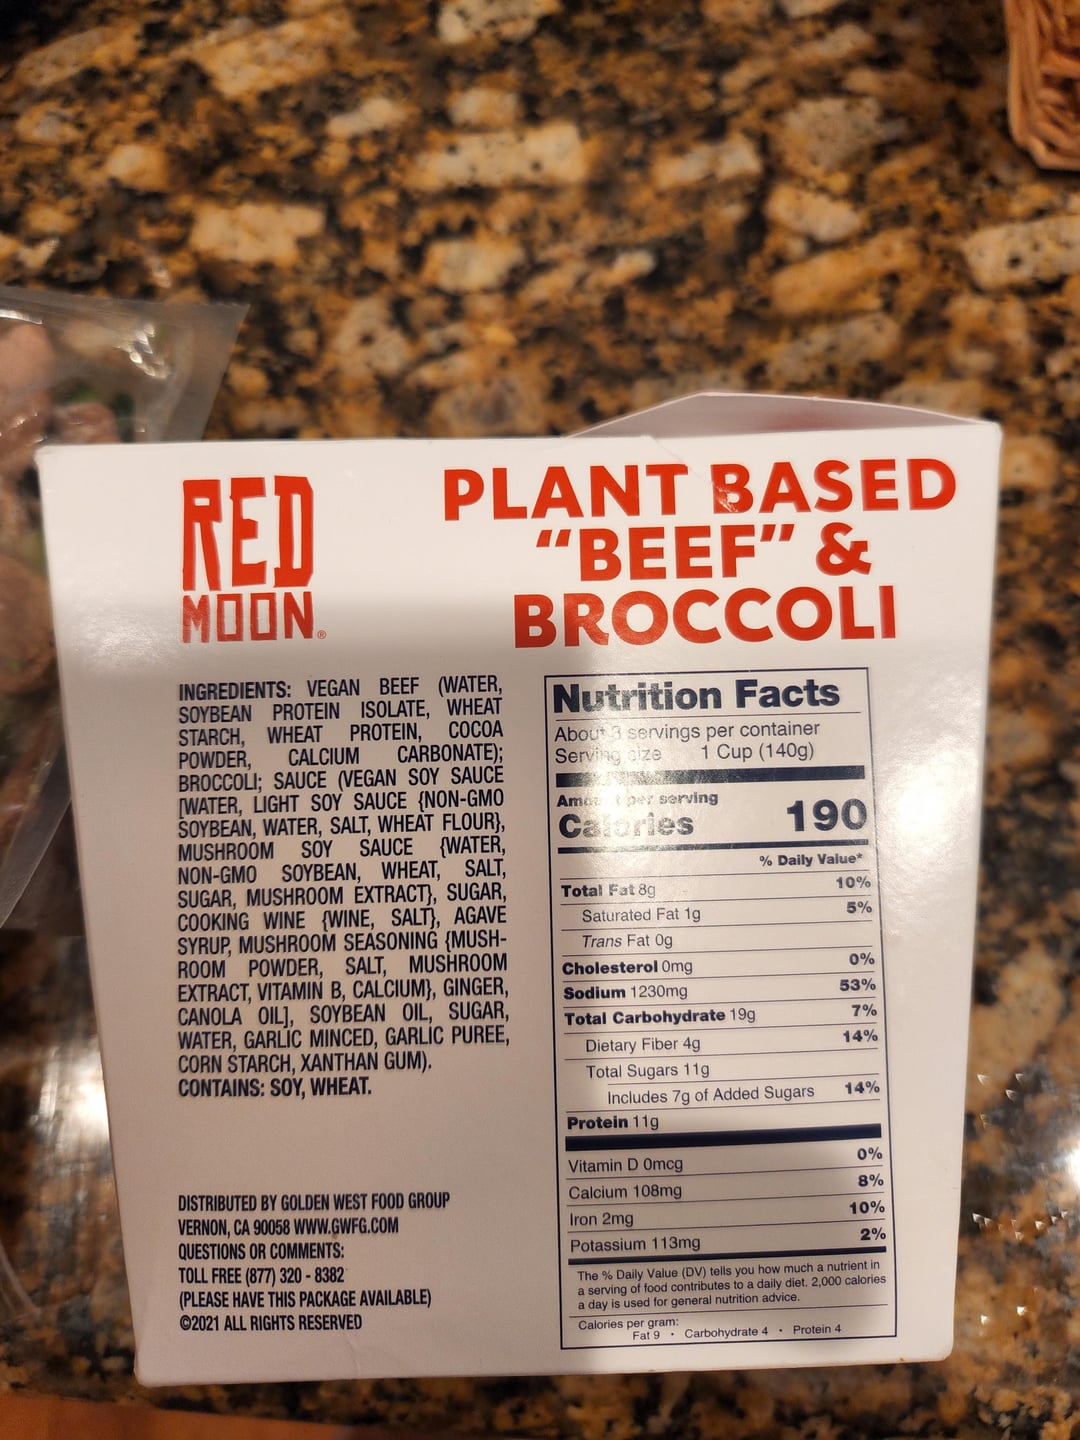 RED
MOON®
PLANT BASED
"BEEF" &
BROCCOLI
INGREDIENTS: VEGAN BEEF (WATER,
SOYBEAN PROTEIN ISOLATE, WHEAT
STARCH, WHEAT PROTEIN, COCOA
POWDER, CALCIUM CARBONATE);
BROCCOLI; SAUCE (VEGAN SOY SAUCE
[WATER, LIGHT SOY SAUCE {NON-GMO
SOYBEAN, WATER, SALT, WHEAT FLOUR},
MUSHROOM SOY SAUCE {WATER,
NON-GMO SOYBEAN, WHEAT, SALT,
SUGAR, MUSHROOM EXTRACT}, SUGAR,
COOKING WINE {WINE, SALT}, AGAVE
SYRUP, MUSHROOM SEASONING {MUSH-
ROOM POWDER, SALT, MUSHROOM
EXTRACT, VITAMIN B, CALCIUM}, GINGER,
CANOLA OIL], SOYBEAN OIL, SUGAR,
WATER, GARLIC MINCED, GARLIC PUREE,
CORN STARCH, XANTHAN GUM).
CONTAINS: SOY, WHEAT.
DISTRIBUTED BY GOLDEN WEST FOOD GROUP
VERNON, CA 90058 WWW.GWFG.COM
QUESTIONS OR COMMENTS:
TOLL FREE (877) 320 - 8382
(PLEASE HAVE THIS PACKAGE AVAILABLE)
©2021 ALL RIGHTS RESERVED
Nutrition Facts
About 3 servings per container
Serving size 1 Cup (140g)
Amount per serving
Calories 190
% Daily Value*
Total Fat 8g 10%
Saturated Fat 1g 5%
Trans Fat 0g
Cholesterol 0mg 0%
Sodium 1230mg 53%
Total Carbohydrate 19g 7%
Dietary Fiber 4g 14%
Total Sugars 11g
Includes 7g of Added Sugars 14%
Protein 11g
Vitamin D 0mcg 0%
Calcium 108mg 8%
Iron 2mg 10%
Potassium 113mg 2%
The % Daily Value (DV) tells you how much a nutrient in
a serving of food contributes to a daily diet. 2,000 calories
a day is used for general nutrition advice.
Calories per gram:
Fat 9 • Carbohydrate 4 • Protein 4